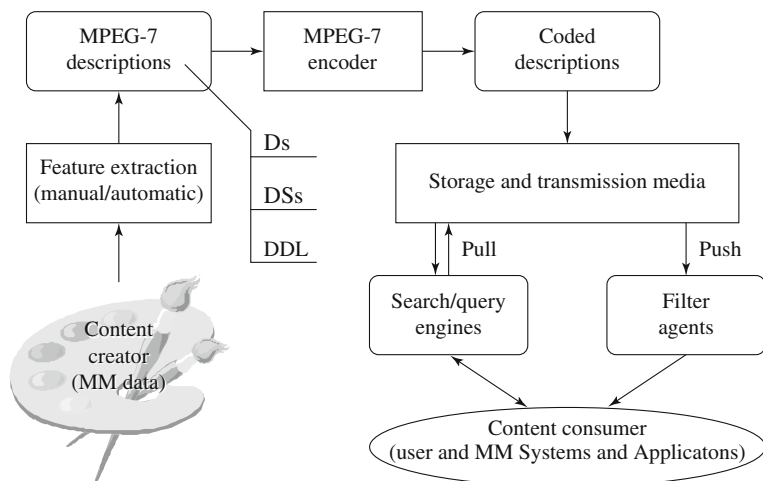 MPEG-7
descriptions
MPEG-7
encoder
Coded
descriptions
Ds
DSs
DDL
Feature extraction
(manual/automatic)
Storage and transmission media
Pull
Push
Search/query
engines
Filter
agents
Content
creator
(MM data)
Content consumer
(user and MM Systems and Applicatons)